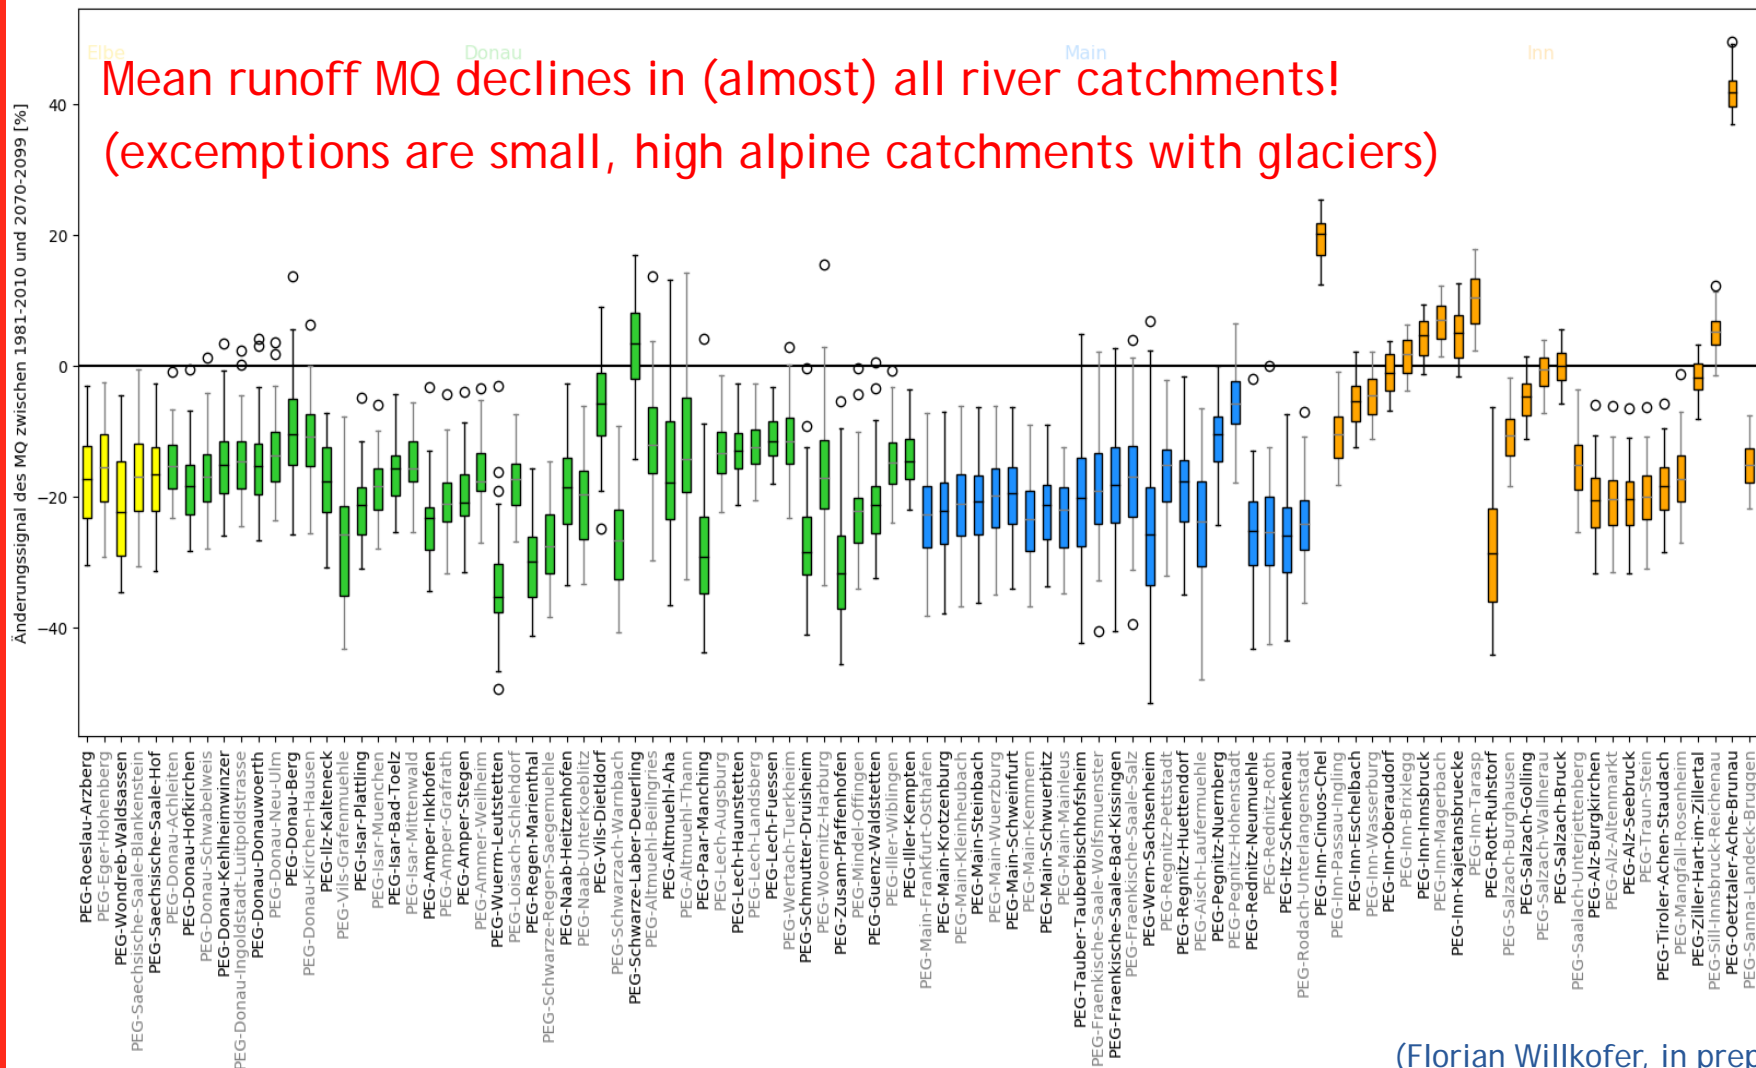 Elbe
Donau
Main
Inn
Mean runoff MQ declines in (almost) all river catchments!
(excemptions are small, high alpine catchments with glaciers)
Änderungssignal des MQ zwischen 1981-2010 und 2070-2099 [%]
40
20
0
−20
−40
PEG-Roeslau-Arzberg
PEG-Eger-Hohenberg
PEG-Wondreb-Waldsassen
PEG-Saechsische-Saale-Blankenstein
PEG-Saechsische-Saale-Hof
PEG-Donau-Achleiten
PEG-Donau-Hofkirchen
PEG-Donau-Schwabelweis
PEG-Donau-Kehlheimwinzer
PEG-Donau-Ingoldstadt-Luitpoldstrasse
PEG-Donau-Donauwoerth
PEG-Donau-Neu-Ulm
PEG-Donau-Berg
PEG-Donau-Kirchen-Hausen
PEG-Ilz-Kalteneck
PEG-Vils-Grafenmuehle
PEG-Isar-Plattling
PEG-Isar-Muenchen
PEG-Isar-Bad-Toelz
PEG-Isar-Mittenwald
PEG-Amper-Inkhofen
PEG-Amper-Grafrath
PEG-Amper-Stegen
PEG-Ammer-Weilheim
PEG-Wuerm-Leutstetten
PEG-Loisach-Schlehdorf
PEG-Regen-Marienthal
PEG-Schwarze-Regen-Saegemuehle
PEG-Naab-Heitzenhofen
PEG-Naab-Unterkoeblitz
PEG-Vils-Dietldorf
PEG-Schwarzach-Warnbach
PEG-Schwarze-Laber-Deuerling
PEG-Altmuehl-Beilngries
PEG-Altmuehl-Aha
PEG-Altmuehl-Thann
PEG-Paar-Manching
PEG-Lech-Augsburg
PEG-Lech-Haunstetten
PEG-Lech-Landsberg
PEG-Lech-Fuessen
PEG-Wertach-Tuerkheim
PEG-Schmutter-Druisheim
PEG-Woernitz-Harburg
PEG-Zusam-Pfaffenhofen
PEG-Mindel-Offingen
PEG-Guenz-Waldstetten
PEG-Iller-Wiblingen
PEG-Iller-Kempten
PEG-Main-Frankfurt-Osthafen
PEG-Main-Krotzenburg
PEG-Main-Kleinheubach
PEG-Main-Steinbach
PEG-Main-Wuerzburg
PEG-Main-Schweinfurt
PEG-Main-Kemmern
PEG-Main-Schwuerbitz
PEG-Main-Mainleus
PEG-Tauber-Tauberbischhofsheim
PEG-Fraenkische-Saale-Wolfsmuenster
PEG-Fraenkische-Saale-Bad-Kissingen
PEG-Fraenkische-Saale-Salz
PEG-Wern-Sachsenheim
PEG-Regnitz-Pettstadt
PEG-Regnitz-Huettendorf
PEG-Aisch-Laufermuehle
PEG-Pegnitz-Nuernberg
PEG-Pegnitz-Hohenstadt
PEG-Rednitz-Neumuehle
PEG-Rednitz-Roth
PEG-Itz-Schenkenau
PEG-Rodach-Unterlangenstadt
PEG-Inn-Cinuos-Chel
PEG-Inn-Passau-Ingling
PEG-Inn-Eschelbach
PEG-Inn-Wasserburg
PEG-Inn-Oberaudorf
PEG-Inn-Brixlegg
PEG-Inn-Innsbruck
PEG-Inn-Magerbach
PEG-Inn-Kajetansbruecke
PEG-Inn-Tarasp
PEG-Rott-Ruhstorf
PEG-Salzach-Burghausen
PEG-Salzach-Golling
PEG-Salzach-Wallnerau
PEG-Salzach-Bruck
PEG-Saalach-Unterjettenberg
PEG-Alz-Burgkirchen
PEG-Alz-Altenmarkt
PEG-Alz-Seebruck
PEG-Traun-Stein
PEG-Tiroler-Achen-Staudach
PEG-Mangfall-Rosenheim
PEG-Ziller-Hart-im-Zillertal
PEG-Sill-Innsbruck-Reichenau
PEG-Oetztaler-Ache-Brunau
PEG-Sanna-Landeck-Bruggen
(Florian Willkofer, in prep